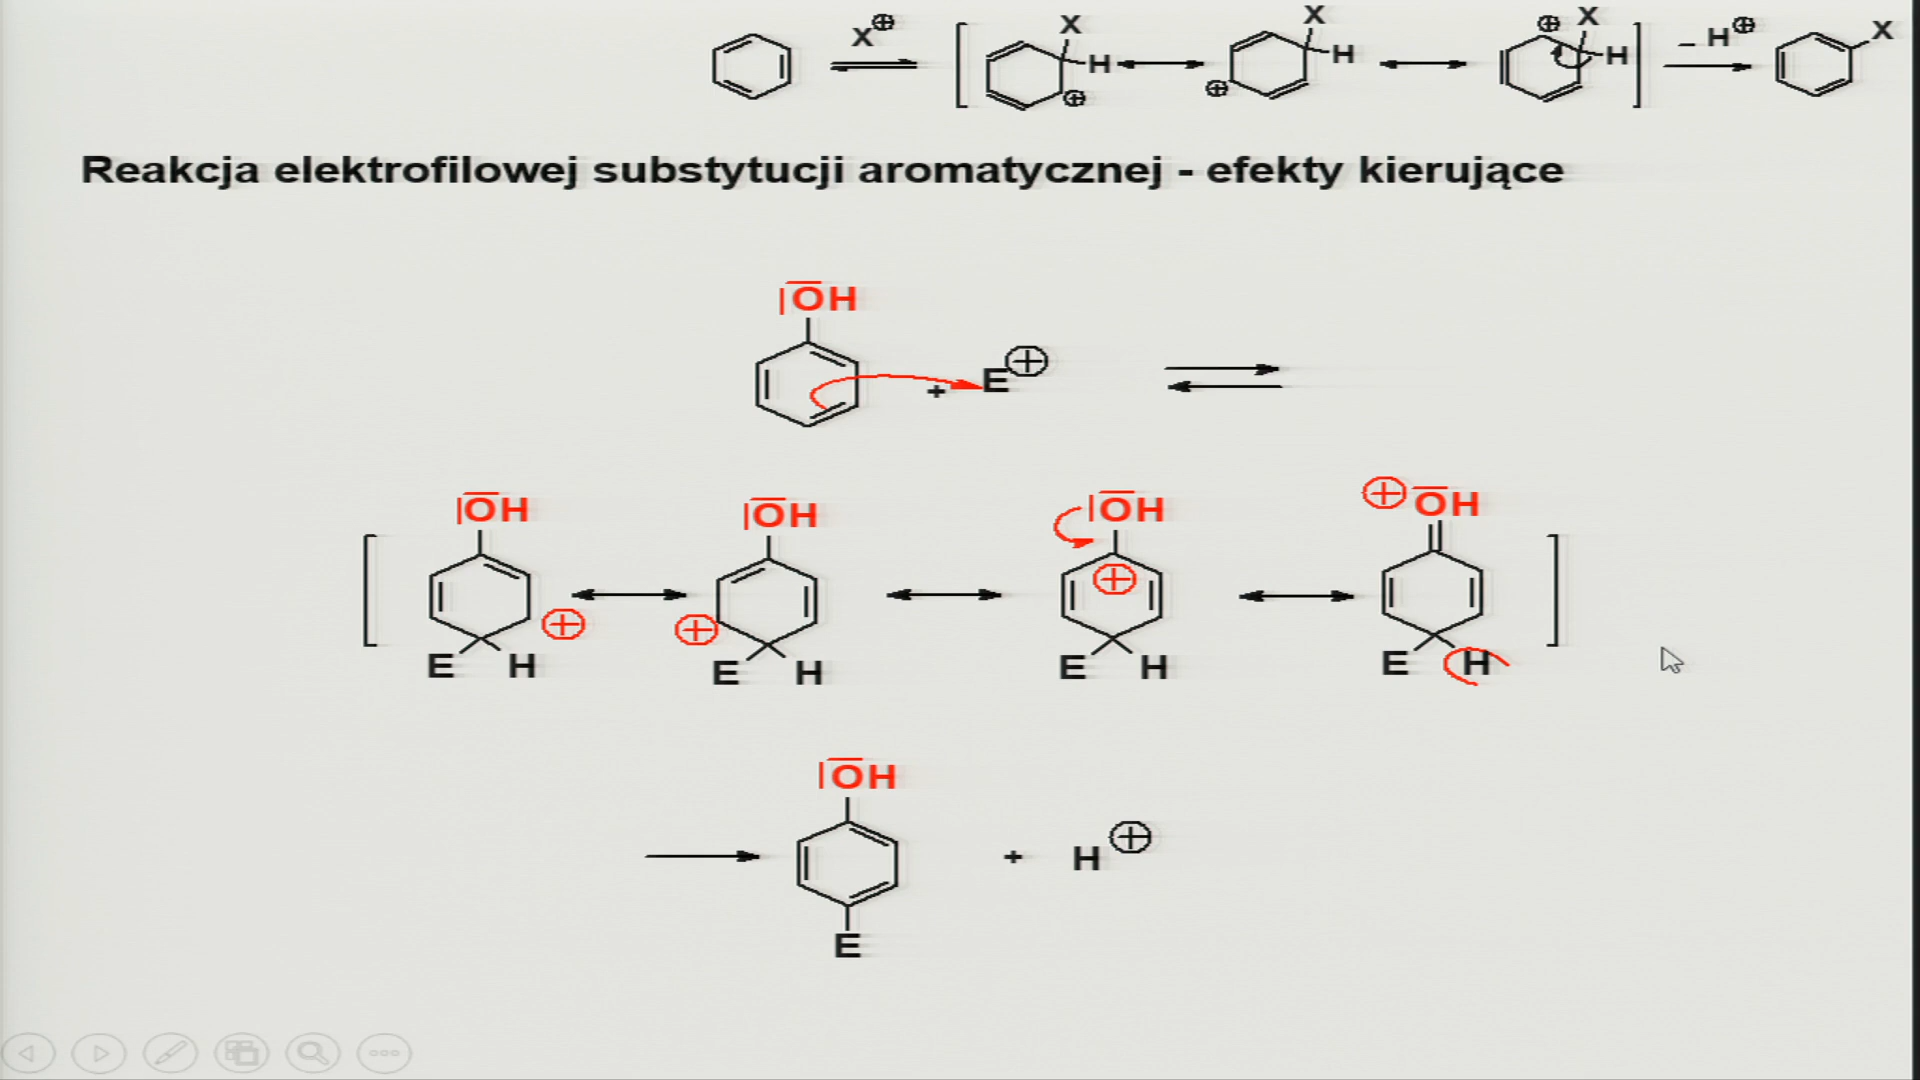 X⊕
X
H
⊕
X
H
⊕
⊕
X
H
– H⊕
X
Reakcja elektrofilowej substytucji aromatycznej - efekty kierujące
|OH
+
E⊕
|OH
⊕
E H
|OH
⊕
E H
|OH
⊕
E H
⊕ OH
E H
|OH
E
+ H⊕